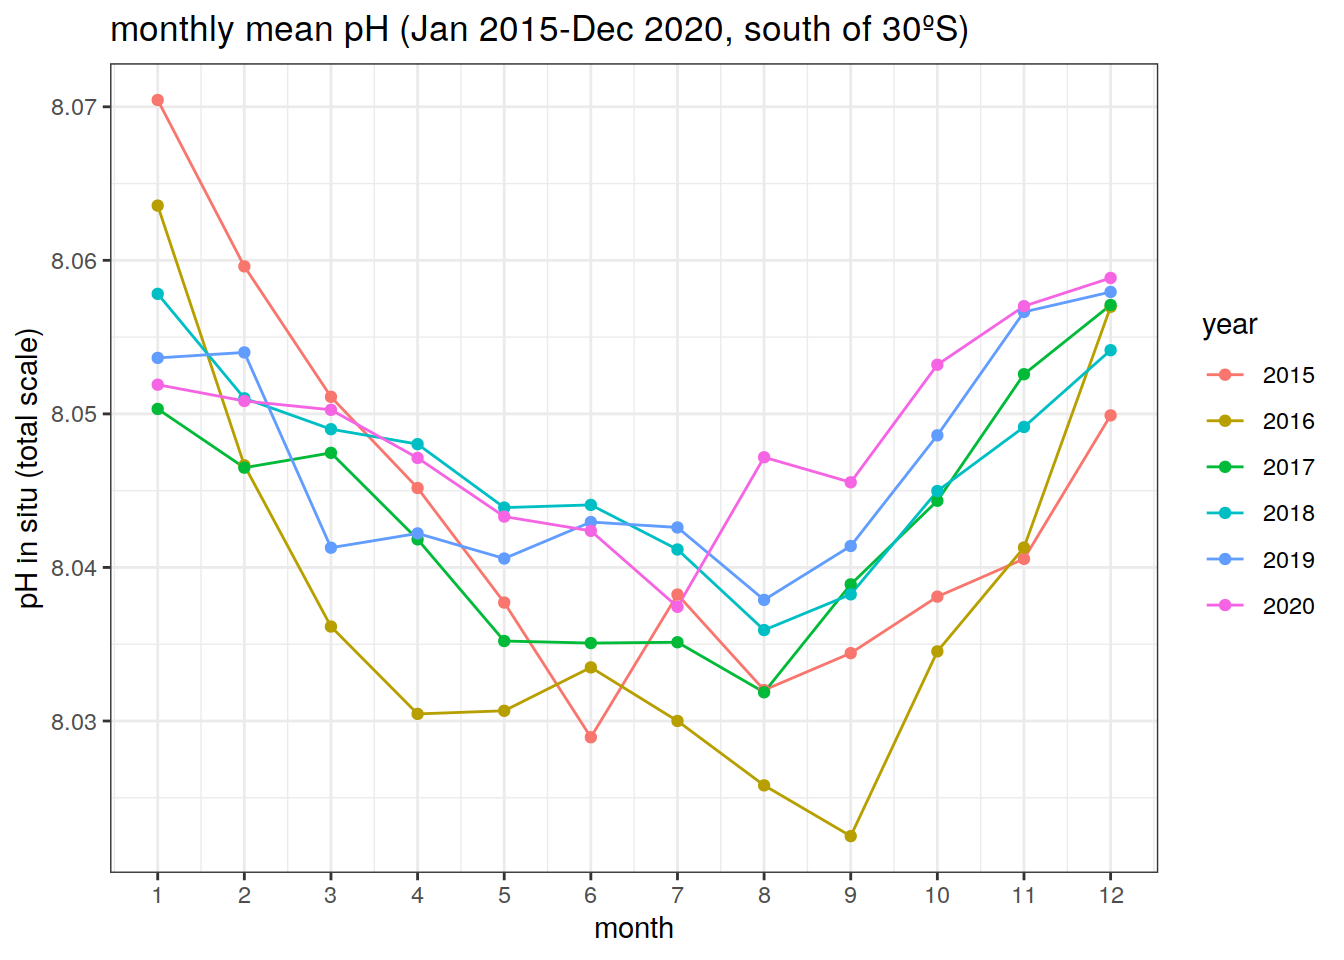 monthly mean pH (Jan 2015-Dec 2020, south of 30ºS)
pH in situ (total scale)
8.07
8.06
8.05
8.04
8.03
1 2 3 4 5 6 7 8 9 10 11 12
month
year
2015
2016
2017
2018
2019
2020